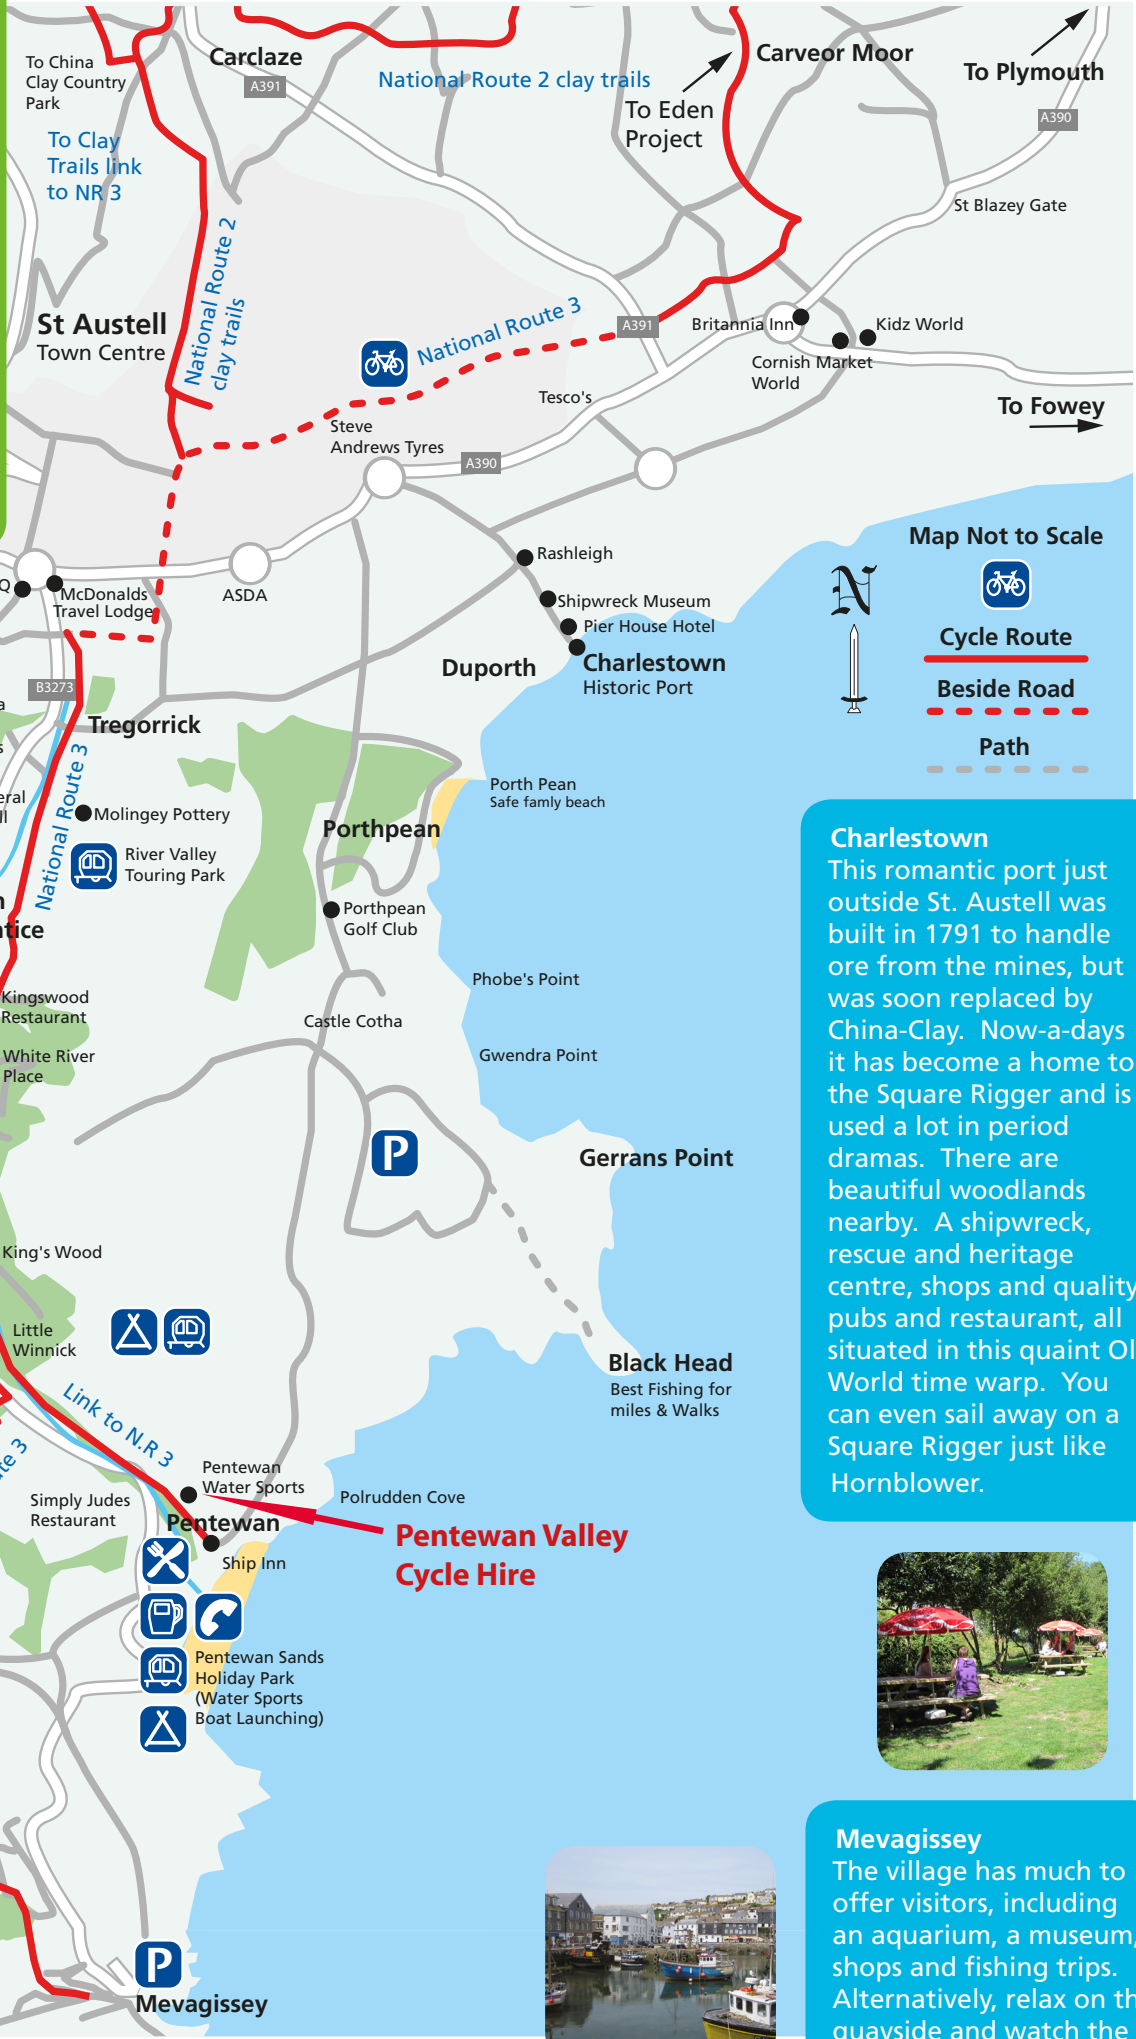 To China
Clay Country
Park
Carclaze
A391
National Route 2 clay trails
Carveor Moor
To Plymouth
To Eden
Project
A390
To Clay
Trails link
to NR 3
St Blazey Gate
National Route 2
clay trails
St Austell
Town Centre
National Route 3
A391
Britannia Inn
Kidz World
Cornish Market
World
Tesco's
To Fowey
Steve
Andrews Tyres
A390
Map Not to Scale
N
Cycle Route
Beside Road
Path
Rashleigh
Q
McDonalds
Travel Lodge
ASDA
Shipwreck Museum
Pier House Hotel
Charlestown
Historic Port
Duporth
B3273
Tregorrick
National Route 3
Porth Pean
Safe famly beach
Molingey Pottery
Porthpean
River Valley
Touring Park
Porthpean
Golf Club
Phobe's Point
Kingswood
Restaurant
Castle Cotha
White River
Place
Gwendra Point
P
Gerrans Point
King's Wood
Little
Winnick
Black Head
Best Fishing for
miles & Walks
Link to N.R 3
Pentewan
Water Sports
Simply Judes
Restaurant
Polrudden Cove
Pentewan
Pentewan Valley
Cycle Hire
Ship Inn
Pentewan Sands
Holiday Park
(Water Sports
Boat Launching)
P
Mevagissey
Charlestown
This romantic port just
outside St. Austell was
built in 1791 to handle
ore from the mines, but
was soon replaced by
China-Clay. Now-a-days
it has become a home to
the Square Rigger and is
used a lot in period
dramas. There are
beautiful woodlands
nearby. A shipwreck,
rescue and heritage
centre, shops and quality
pubs and restaurant, all
situated in this quaint Ol
World time warp. You
can even sail away on a
Square Rigger just like
Hornblower.
Mevagissey
The village has much to
offer visitors, including
an aquarium, a museum,
shops and fishing trips.
Alternatively, relax on th
quayside and watch the